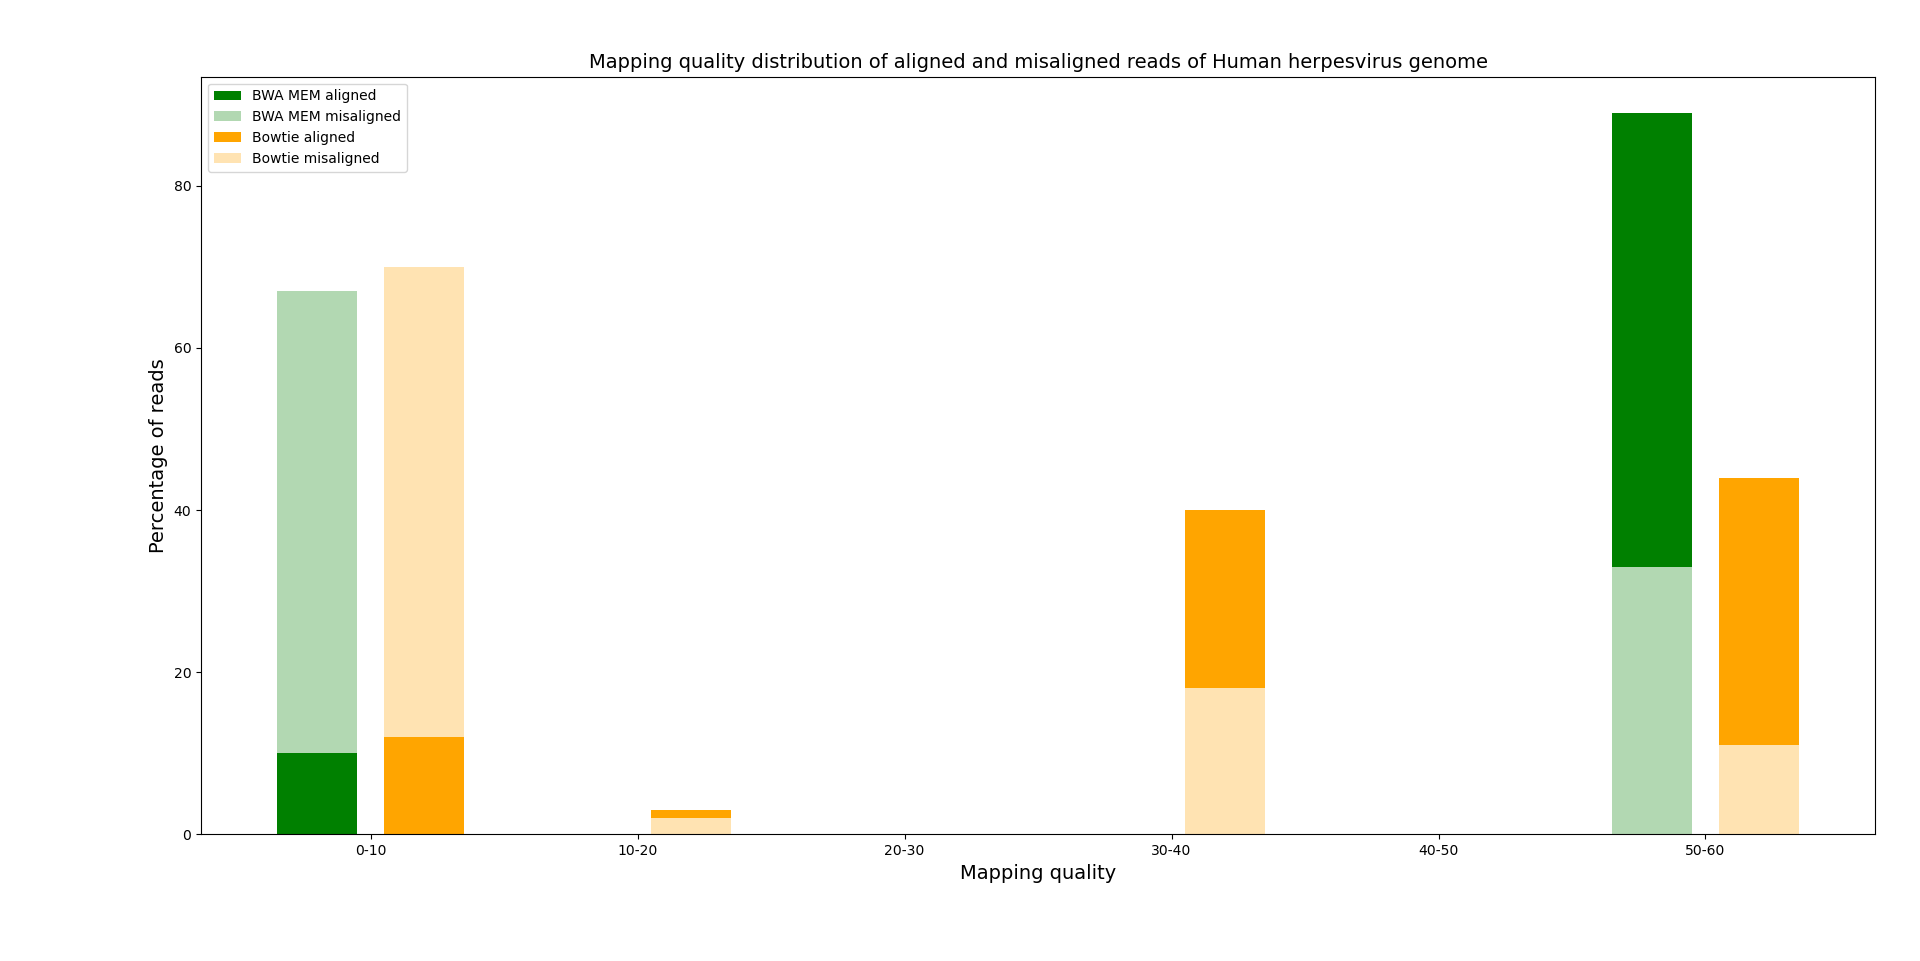 Mapping quality distribution of aligned and misaligned reads of Human herpesvirus genome
BWA MEM aligned
BWA MEM misaligned
Bowtie aligned
Bowtie misaligned
80
60
40
20
0
Percentage of reads
0-10 10-20 20-30 30-40 40-50 50-60
Mapping quality